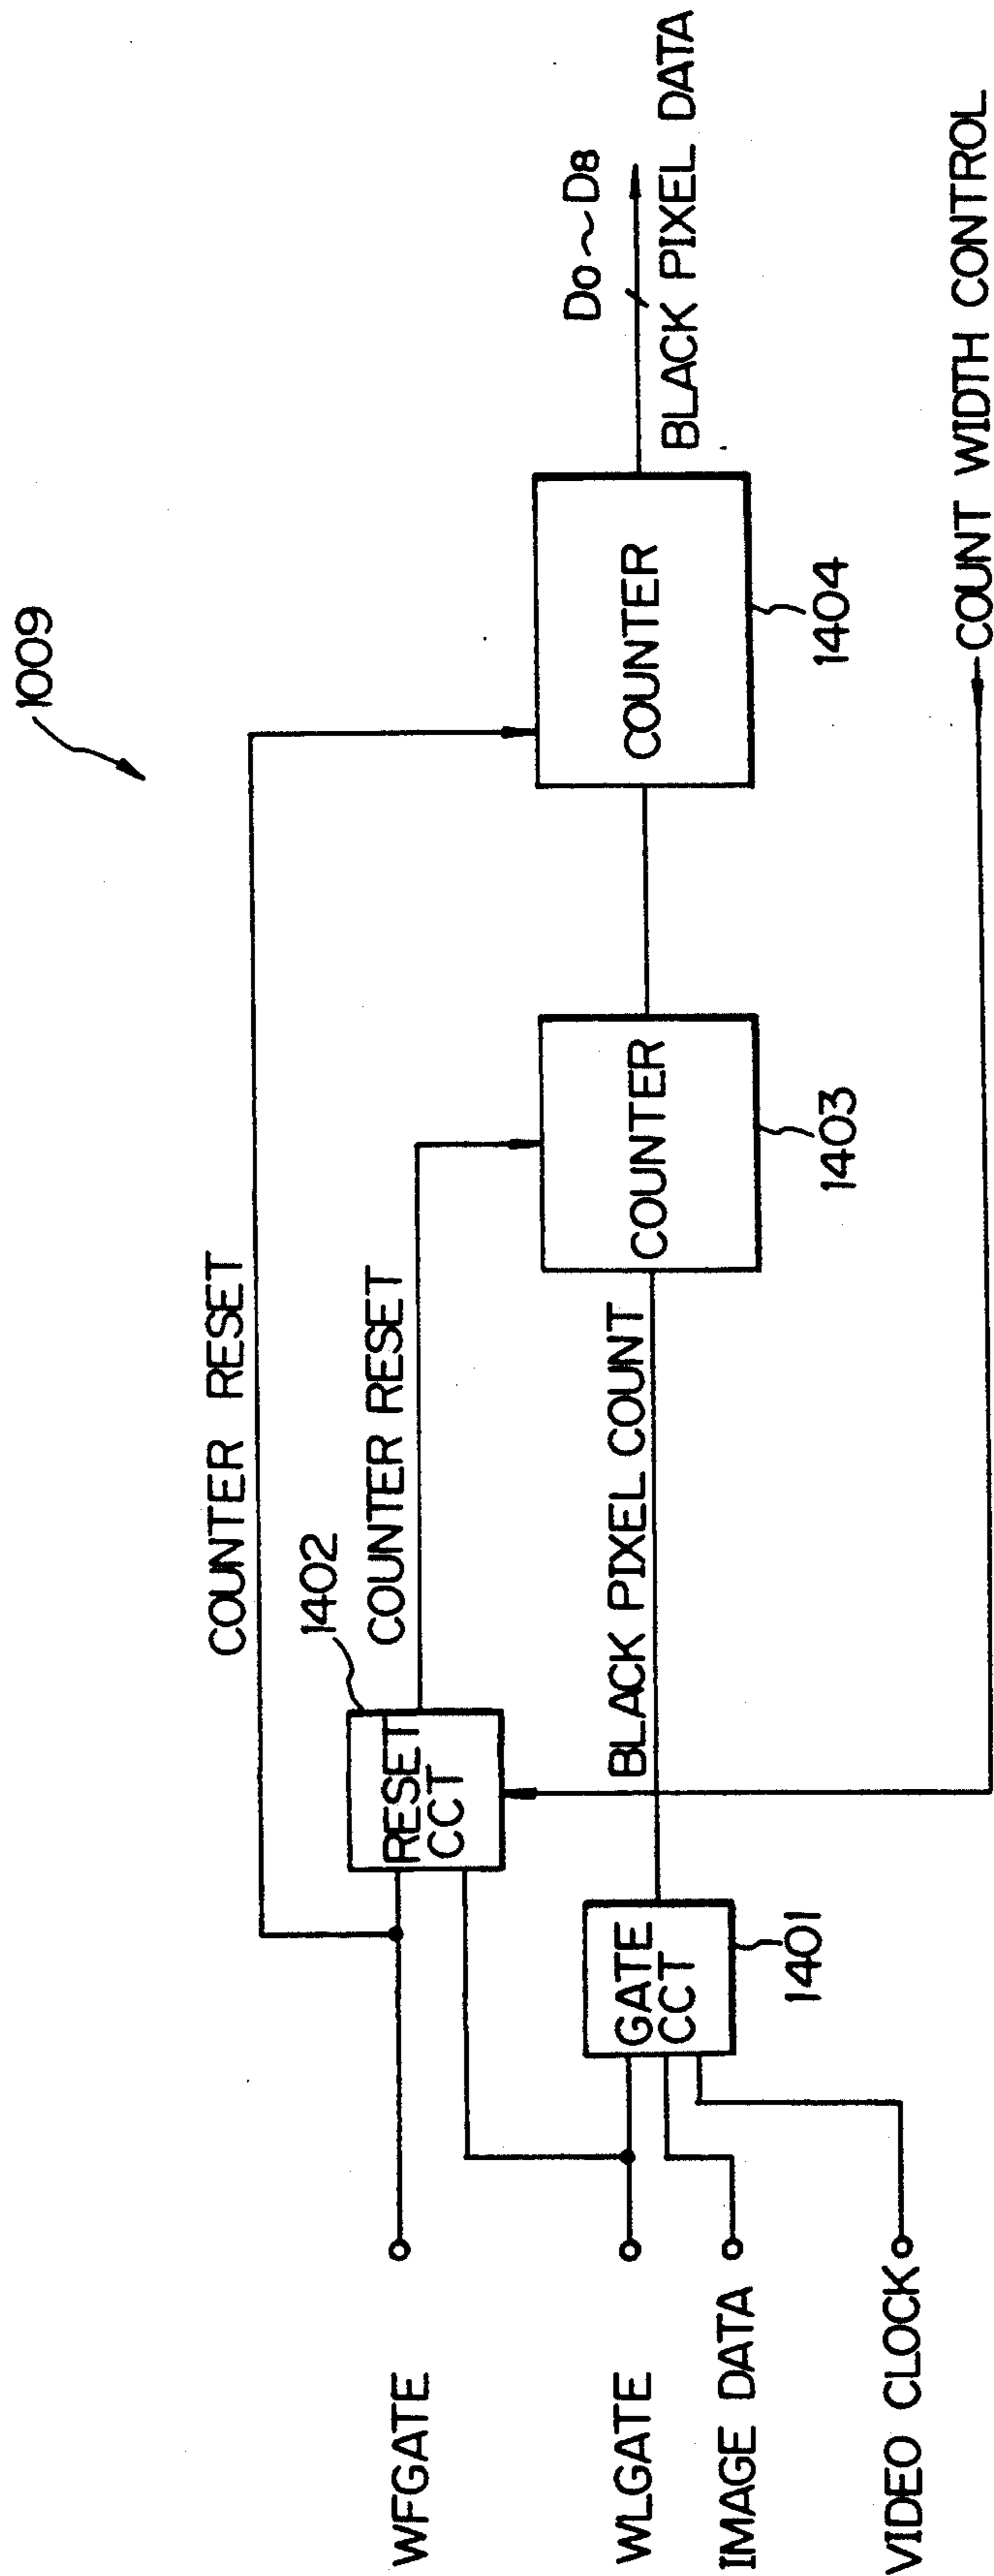 1009
COUNTER RESET
1402
COUNTER RESET
WFGATE
RESET
CCT
D0~D8
BLACK PIXEL COUNT
COUNTER
COUNTER
BLACK PIXEL DATA
WLGATE
GATE
CCT
IMAGE DATA
1401
1403
1404
VIDEO CLOCK
COUNT WIDTH CONTROL